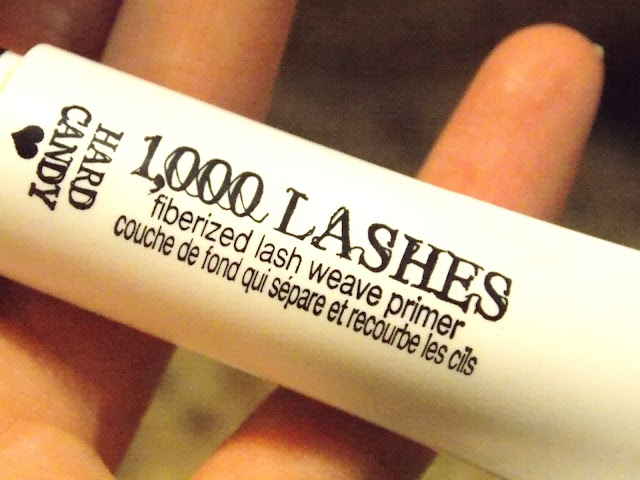 HARD
CANDY
1,000 LASHES
fiberized lash weave primer
couche de fond qui sépare et recourbe les cils